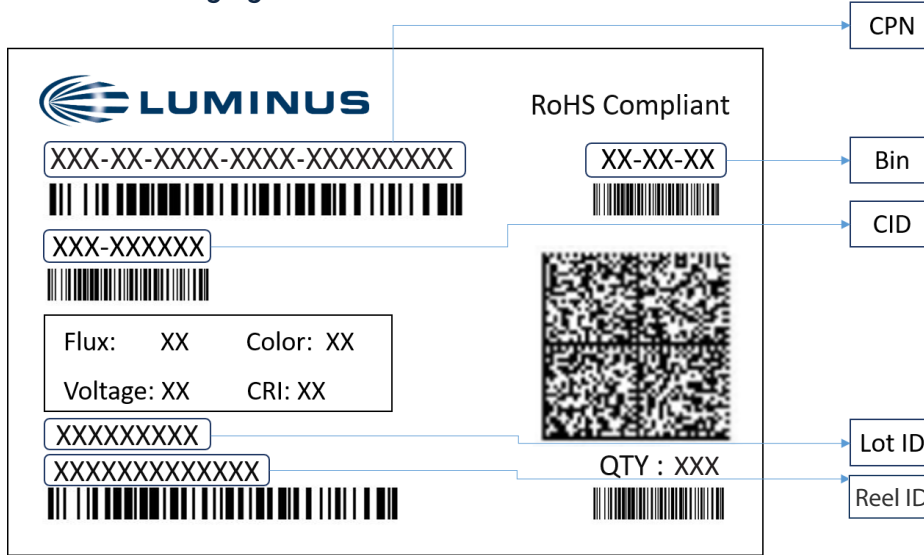 CPN
LUMINUS
RoHS Compliant
XXX-XX-XXXX-XXXX-XXXXXXXXX
XX-XX-XX
Bin
XXX-XXXXXX
CID
Flux: XX Color: XX
Voltage: XX CRI: XX
XXXXXXXXX
Lot ID
XXXXXXXXXXXXX
QTY : XXX
Reel ID